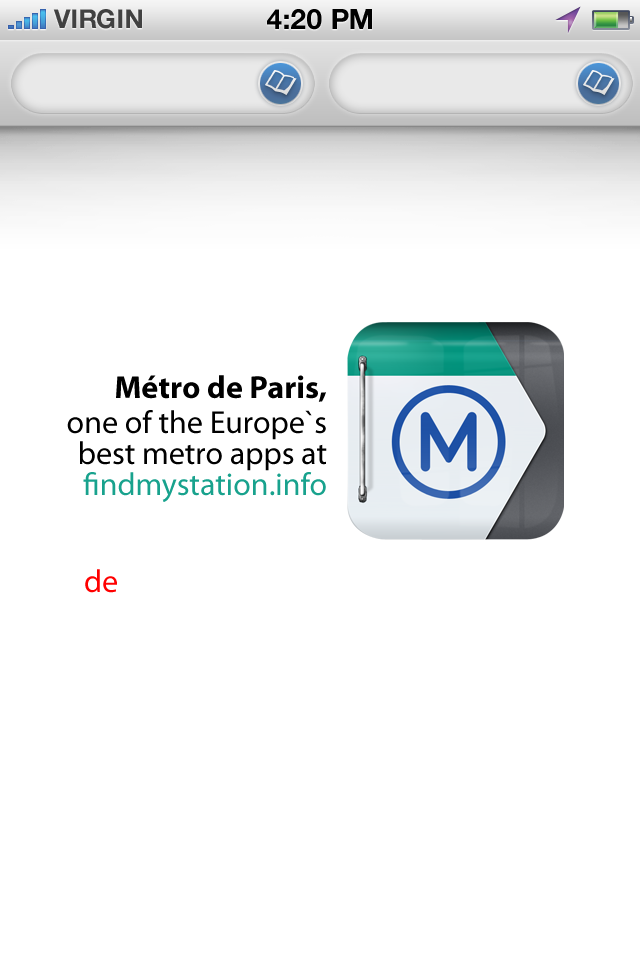 VIRGIN 4:20 PM
Métro de Paris,
one of the Europe`s
best metro apps at
findmystation.info
M
de